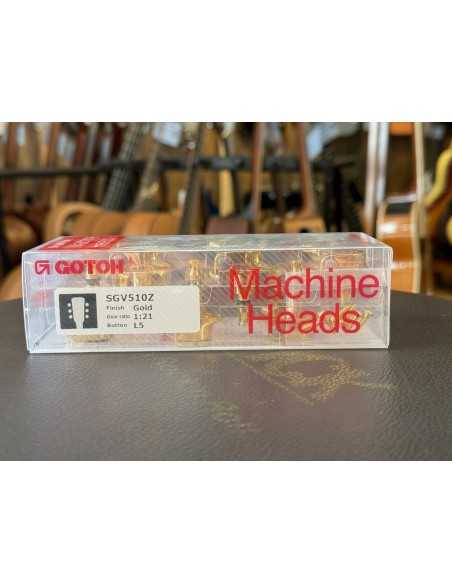 GOTOH
SGV510Z
Finish Gold
Gear ratio 1:21
Button L5
Machine
Heads